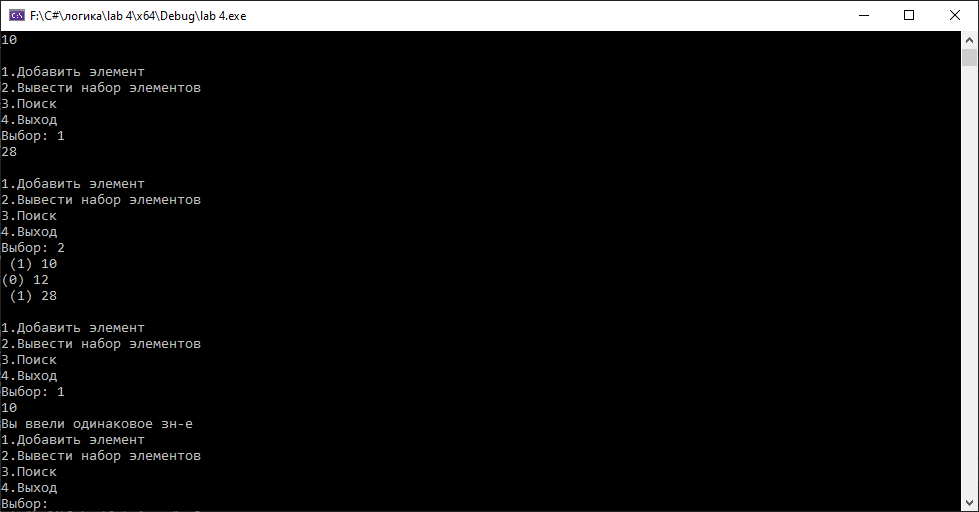 F:\C#\логика\lab 4\x64\Debug\lab 4.exe
10
1.Добавить элемент
2.Вывести набор элементов
3.Поиск
4.Выход
Выбор: 1
28
1.Добавить элемент
2.Вывести набор элементов
3.Поиск
4.Выход
Выбор: 2
(1) 10
(0) 12
(1) 28
1.Добавить элемент
2.Вывести набор элементов
3.Поиск
4.Выход
Выбор: 1
10
Вы ввели одинаковое зн-е
1.Добавить элемент
2.Вывести набор элементов
3.Поиск
4.Выход
Выбор: